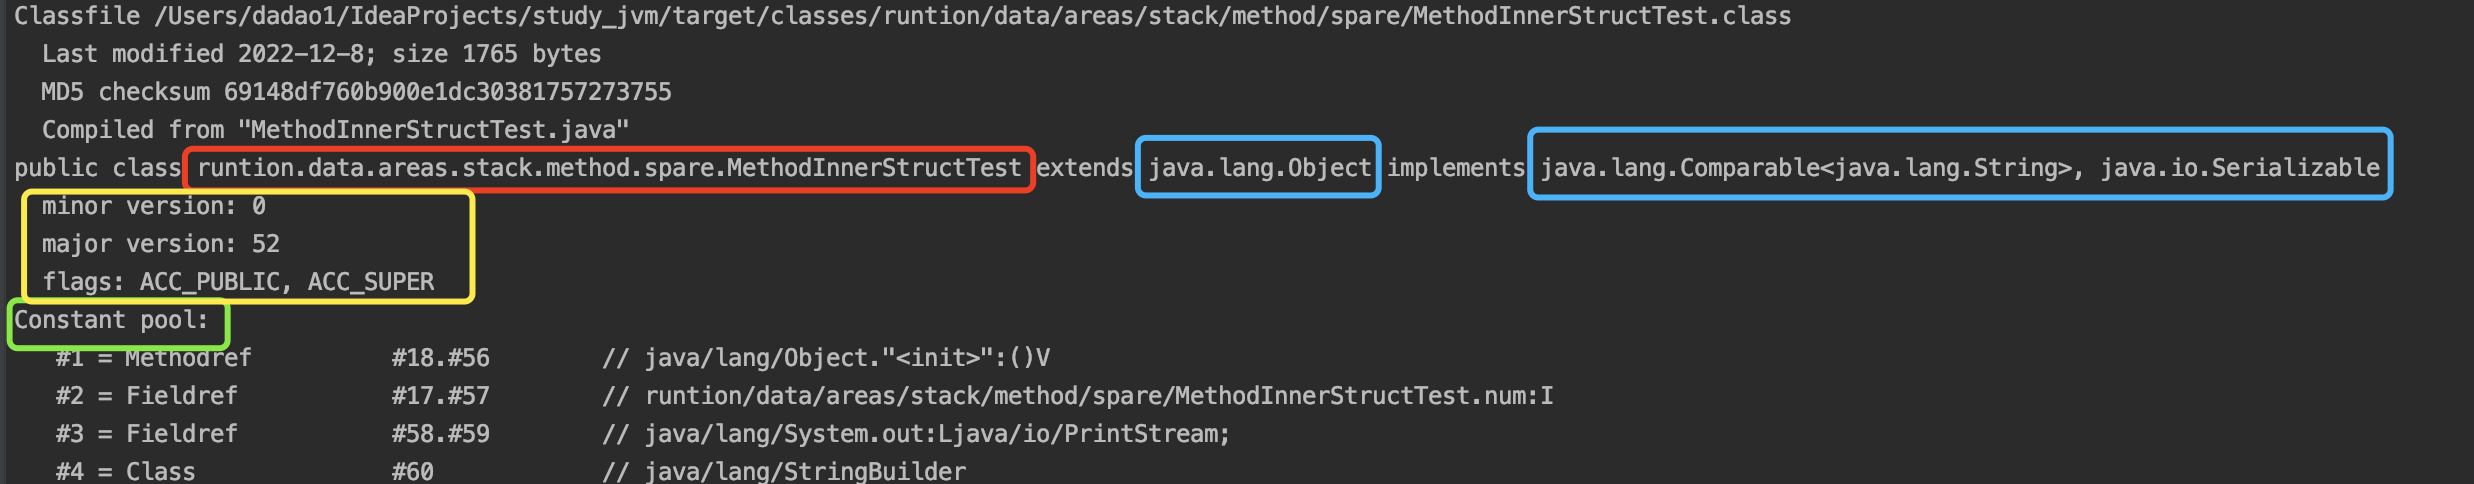 Classfile /Users/dadao1/IdeaProjects/study_jvm/target/classes/runtion/data/areas/stack/method/spare/MethodInnerStructTest.class
Last modified 2022-12-8; size 1765 bytes
MD5 checksum 69148df760b900e1dc30381757273755
Compiled from "MethodInnerStructTest.java"
public class runtion.data.areas.stack.method.spare.MethodInnerStructTest extends java.lang.Object implements java.lang.Comparable<java.lang.String>, java.io.Serializable
minor version: 0
major version: 52
flags: ACC_PUBLIC, ACC_SUPER
Constant pool:
#1 = Methodref #18.#56 // java/lang/Object."<init>":()V
#2 = Fieldref #17.#57 // runtion/data/areas/stack/method/spare/MethodInnerStructTest.num:I
#3 = Fieldref #58.#59 // java/lang/System.out:Ljava/io/PrintStream;
#4 = Class #60 // java/lang/StringBuilder